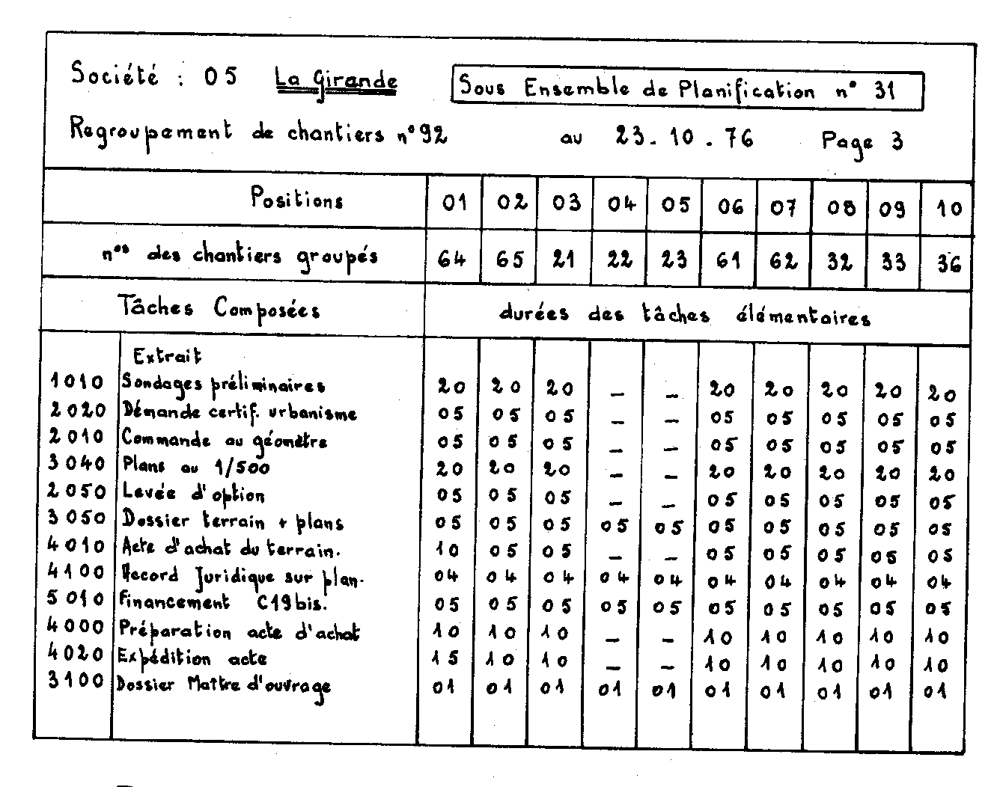 Société : 05 La Girande
Sous Ensemble de Planification n° 31
Regroupement de chantiers n°92 au 23-10-76 Page 3
Positions 01 02 03 04 05 06 07 08 09 10
nos des chantiers groupés 64 65 21 22 23 61 62 32 33 36
Tâches Composées durées des tâches élémentaires
Extrait
1010 Sondages préliminaires 20 20 20 - - 20 20 20 20 20
2020 Démande certif. urbanisme 05 05 05 - - 05 05 05 05 05
2010 Commande au géomètre 05 05 05 - - 05 05 05 05 05
3040 Plans au 1/500 20 20 20 - - 20 20 20 20 20
2050 Levée d'option 05 05 05 - - 05 05 05 05 05
3050 Dossier terrain + plans 05 05 05 05 05 05 05 05 05 05
4010 Acte d'achat du terrain. 10 05 05 - - 05 05 05 05 05
4100 Record Juridique sur plan. 04 04 04 04 04 04 04 04 04 04
5010 Financement C19bis. 05 05 05 05 05 05 05 05 05 05
4000 Préparation acte d'achat 10 10 10 - - 10 10 10 10 10
4020 Expédition acte 15 10 10 - - 10 10 10 10 10
3100 Dossier Maître d'ouvrage 01 01 01 01 01 01 01 01 01 01